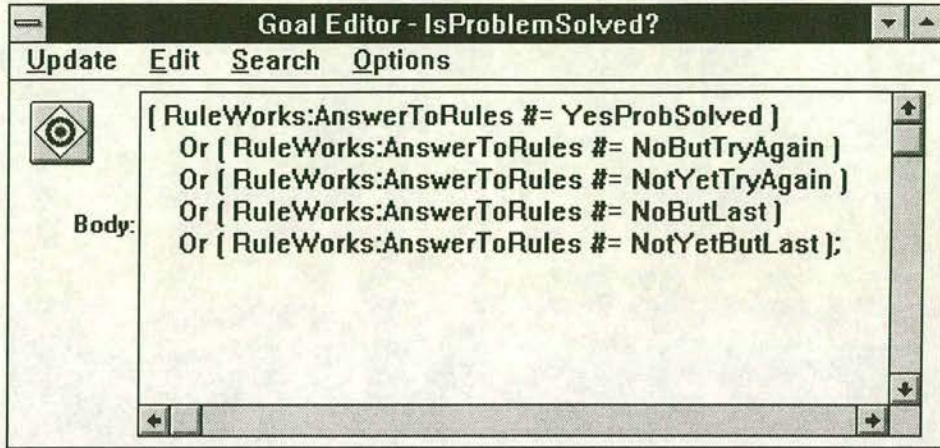 Goal Editor - IsProblemSolved?
Update Edit Search Options
Body:
( RuleWorks:AnswerToRules #= YesProbSolved )
Or ( RuleWorks:AnswerToRules #= NoButTryAgain )
Or ( RuleWorks:AnswerToRules #= NotYetTryAgain )
Or ( RuleWorks:AnswerToRules #= NoButLast )
Or ( RuleWorks:AnswerToRules #= NotYetButLast );